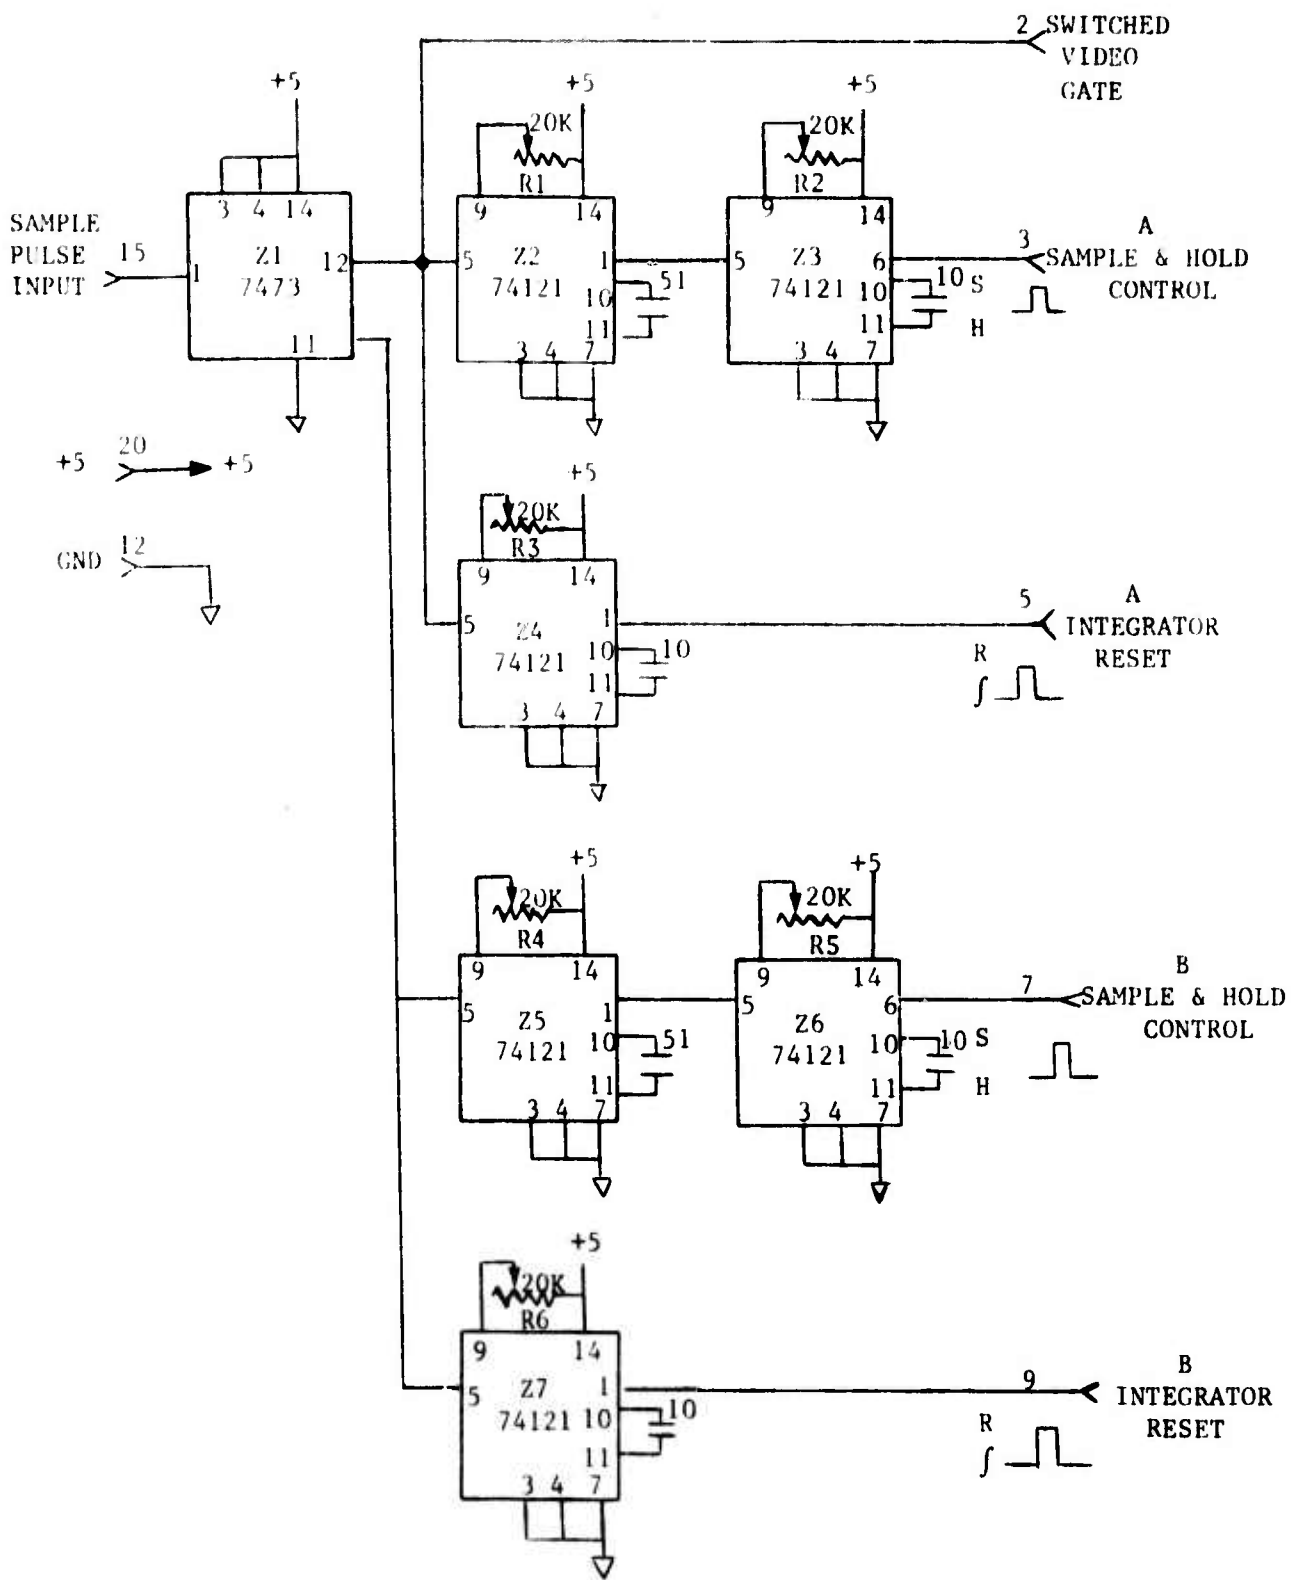 2 SWITCHED
VIDEO
GATE
+5
+5
+5
20K
R1
20K
R2
3 4 14
9 14
9 14
SAMPLE
PULSE
INPUT
15
1 Z1 12
7473
11
5 Z2 1
74121 10
11
51
3 4 7
5 Z3 6
74121 10
11
10 S
H
3 4 7
3
A
SAMPLE & HOLD
CONTROL
+5 20 +5
GND 12
+5
20K
R3
9 14
5 Z4 1
74121 10
11
10
3 4 7
5
A
INTEGRATOR
RESET
R
∫
+5
20K
R4
9 14
5 Z5 1
74121 10
11
51
3 4 7
+5
20K
R5
9 14
5 Z6 6
74121 10
11
10 S
H
3 4 7
7
B
SAMPLE & HOLD
CONTROL
+5
20K
R6
9 14
5 Z7 1
74121 10
11
10
3 4 7
9
B
INTEGRATOR
RESET
R
∫